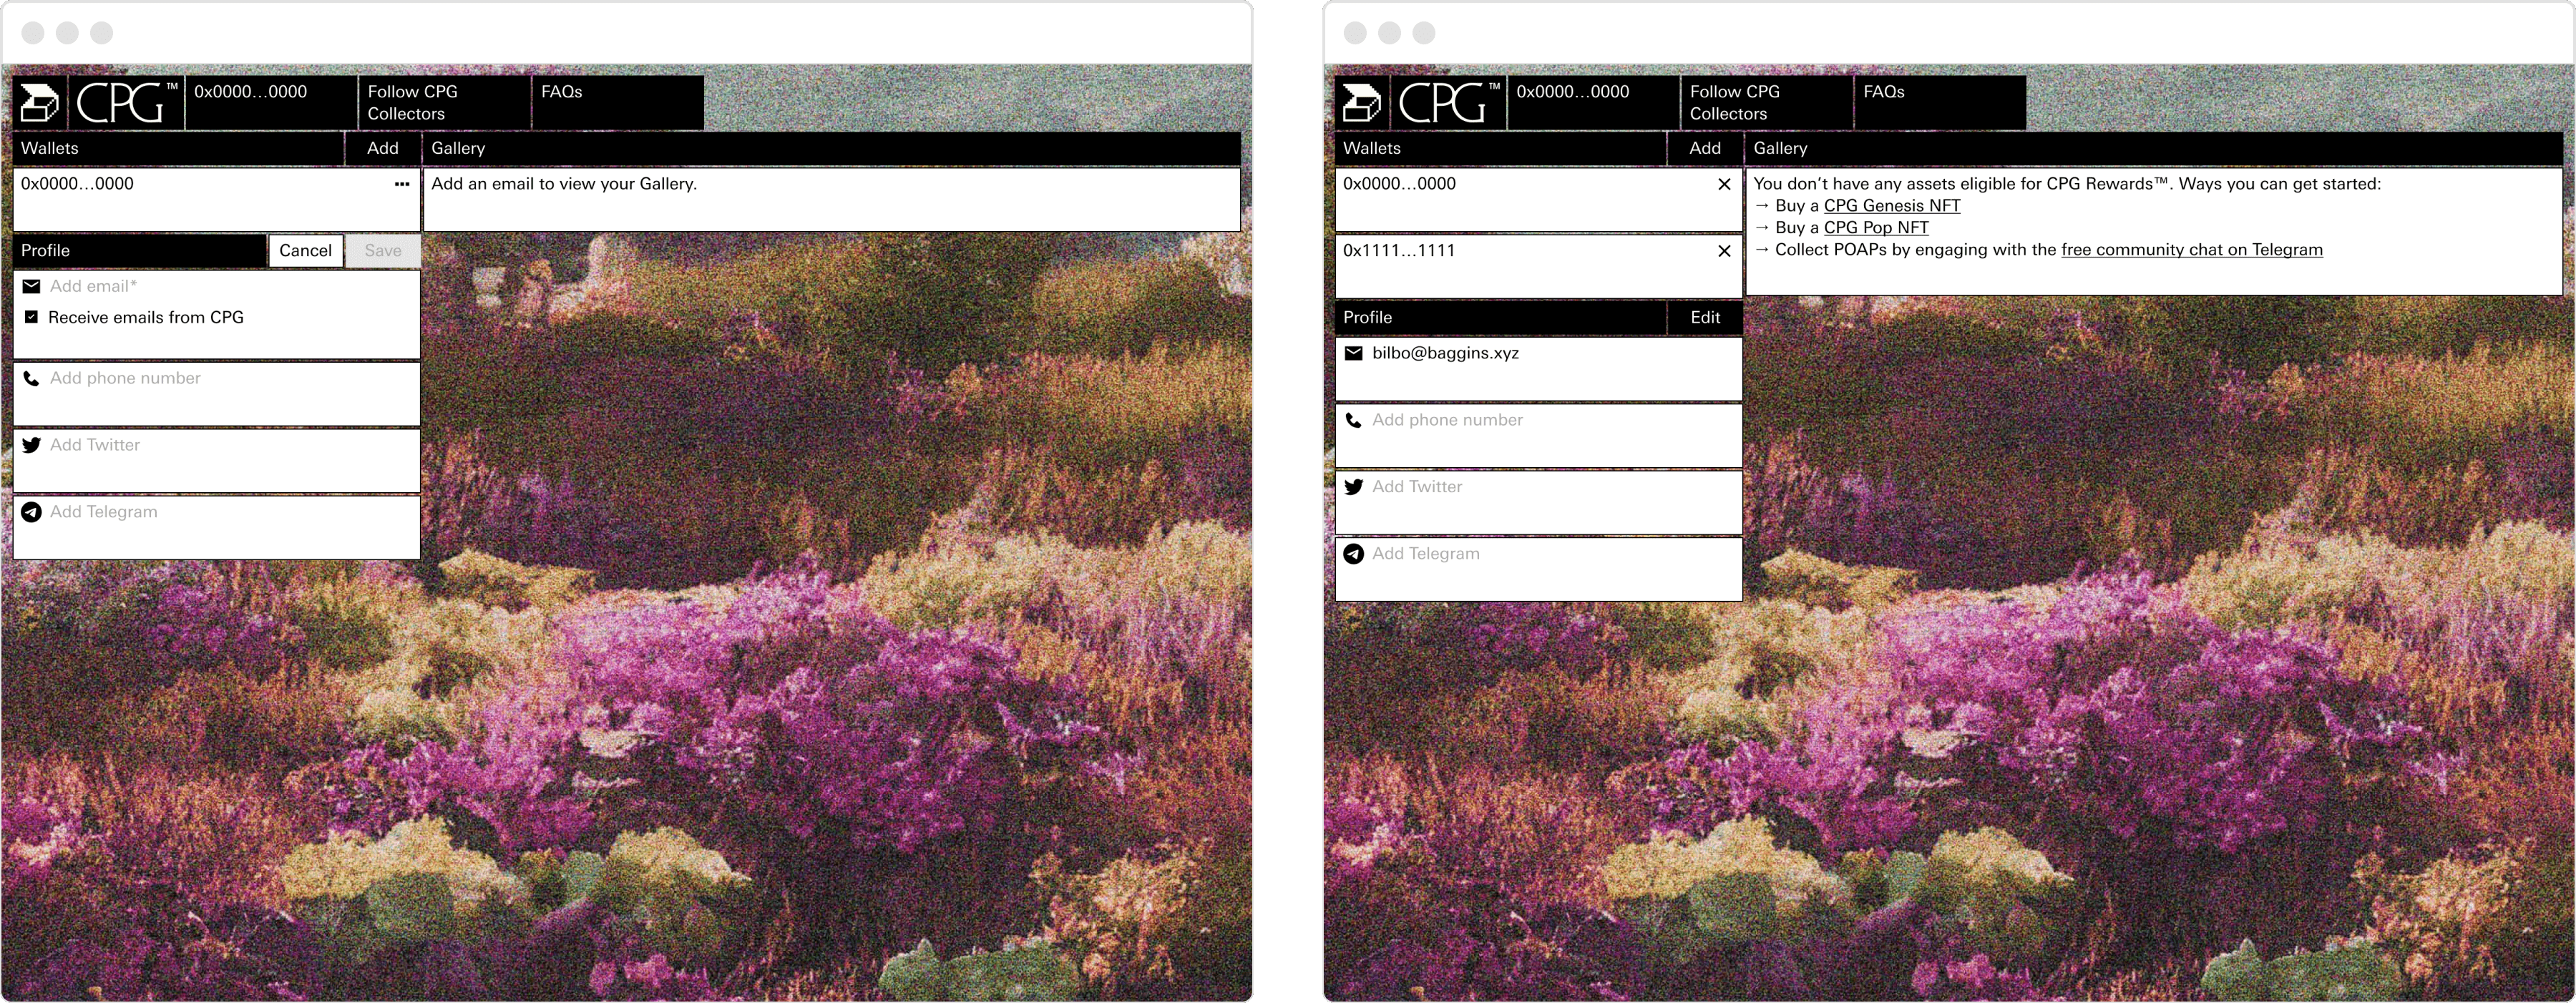 CPG™
0x0000...0000
Follow CPG
Collectors
FAQs
Wallets
Add
Gallery
0x0000...0000
Add an email to view your Gallery.
Profile
Cancel
Save
Add email*
Receive emails from CPG
Add phone number
Add Twitter
Add Telegram
CPG™
0x0000...0000
Follow CPG
Collectors
FAQs
Wallets
Add
Gallery
0x0000...0000
0x1111...1111
You don’t have any assets eligible for CPG Rewards™. Ways you can get started:
→ Buy a CPG Genesis NFT
→ Buy a CPG Pop NFT
→ Collect POAPs by engaging with the free community chat on Telegram
Profile
Edit
bilbo@baggins.xyz
Add phone number
Add Twitter
Add Telegram